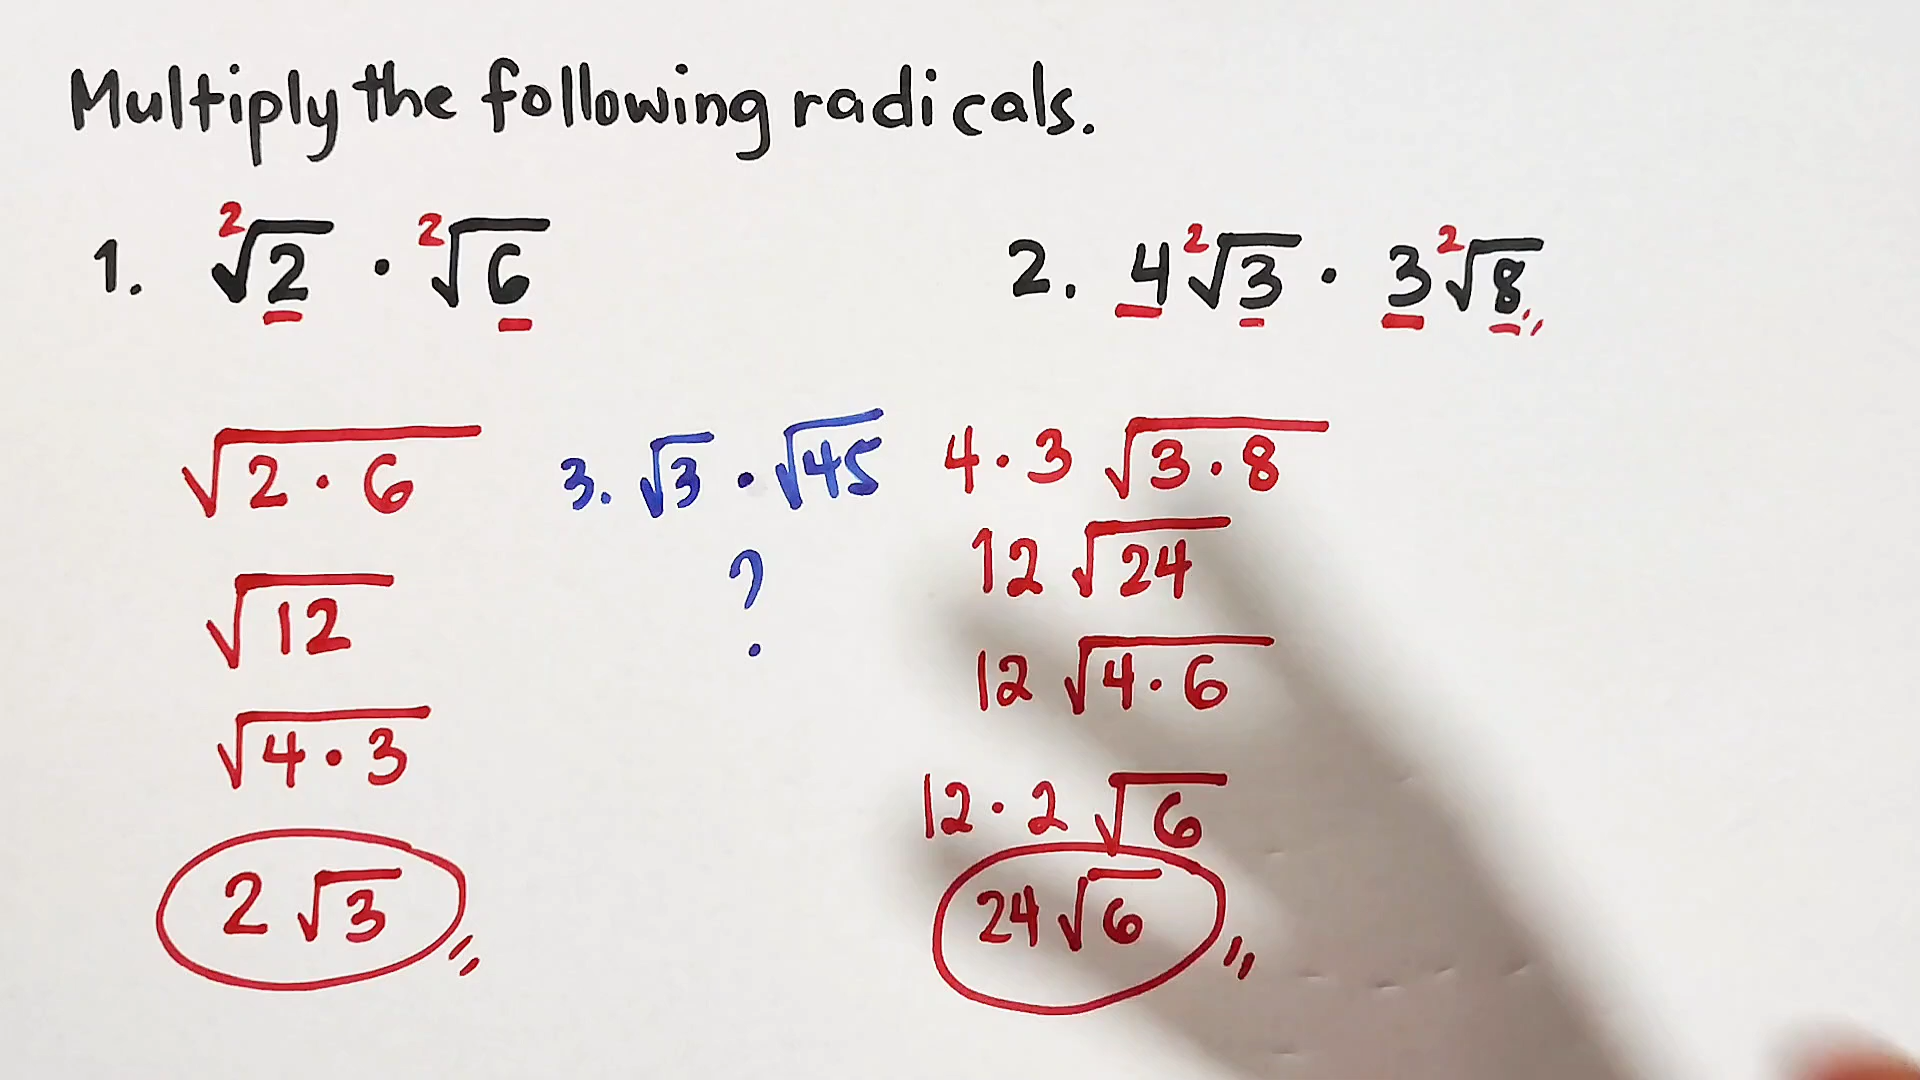 Multiply the following radicals.
1. ²√2 · ²√6
√2 · 6
√12
√4 · 3
2√3
3. √3 · √45
?
2. 4²√3 · 3²√8
4 · 3 √3 · 8
12 √24
12 √4 · 6
12 · 2 √6
24√6